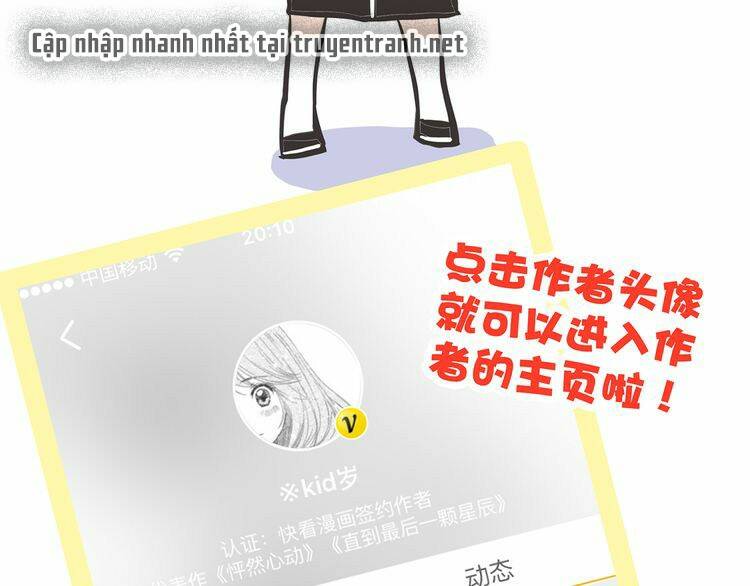 Cập nhập nhanh nhất tại truyentranh.net
20:10
中国移动
点击作者头像
就可以进入作
者的主页啦！
V
※kid岁
认证：快看漫画签约作者
表作《怦然心动》《直到最后一颗星辰》
动态